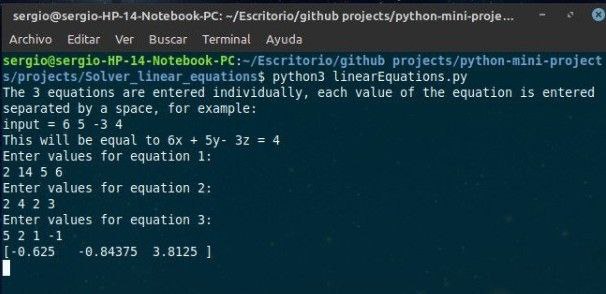 sergio@sergio-HP-14-Notebook-PC: ~/Escritorio/github projects/python-mini-proje...
Archivo Editar Ver Buscar Terminal Ayuda
sergio@sergio-HP-14-Notebook-PC:~/Escritorio/github projects/python-mini-project
s/projects/Solver_linear_equations$ python3 linearEquations.py
The 3 equations are entered individually, each value of the equation is entered
separated by a space, for example:
input = 6 5 -3 4
This will be equal to 6x + 5y- 3z = 4
Enter values for equation 1:
2 14 5 6
Enter values for equation 2:
2 4 2 3
Enter values for equation 3:
5 2 1 -1
[-0.625   -0.84375  3.8125 ]